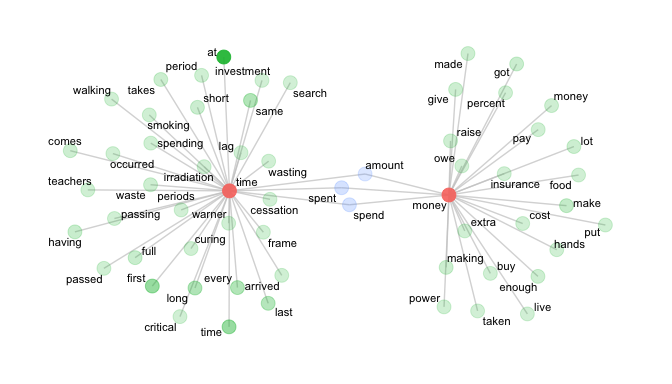 at
made
got
period
investment
takes
walking
search
give
percent
money
short
same
smoking
raise
pay
comes
spending
lag
lot
occurred
wasting
owe
amount
irradiation
teachers
time
insurance
food
waste
periods
spent
money
make
passing
warner
cessation
spend
cost
put
having
curing
frame
extra
hands
full
passed
first
every
arrived
making
buy
enough
long
last
power
live
critical
time
taken